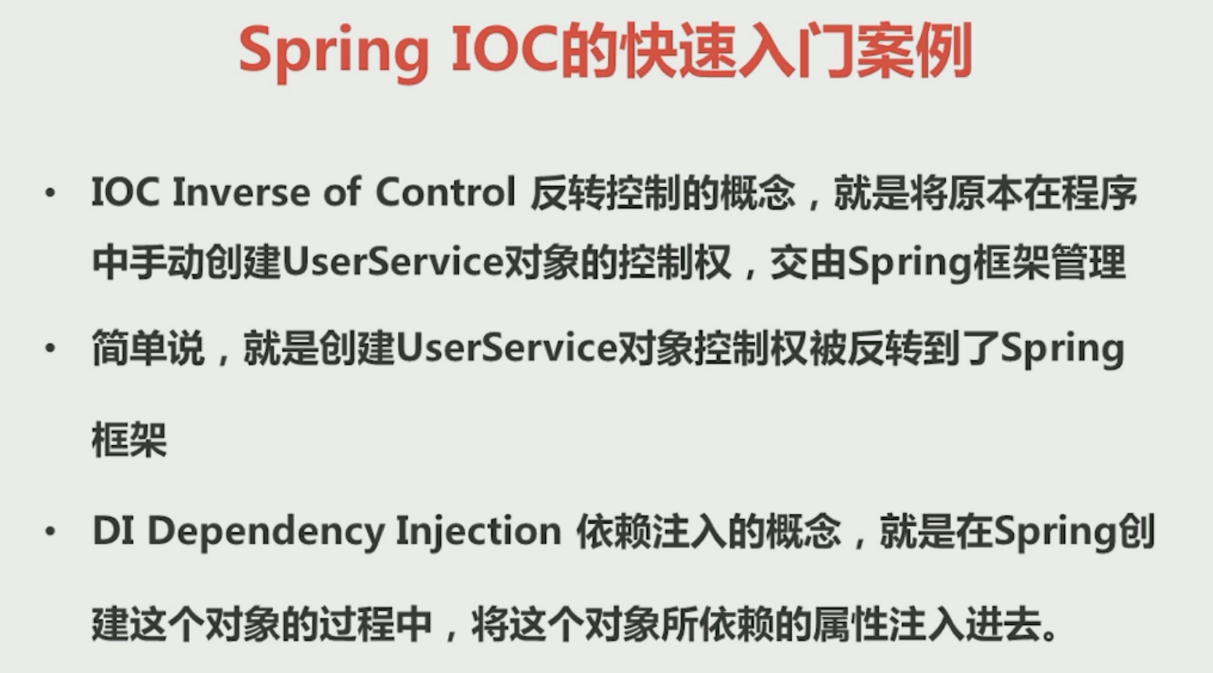 Spring IOC的快速入门案例
• IOC Inverse of Control 反转控制的概念，就是将原本在程序
中手动创建UserService对象的控制权，交由Spring框架管理
• 简单说，就是创建UserService对象控制权被反转到了Spring
框架
• DI Dependency Injection 依赖注入的概念，就是在Spring创
建这个对象的过程中，将这个对象所依赖的属性注入进去。